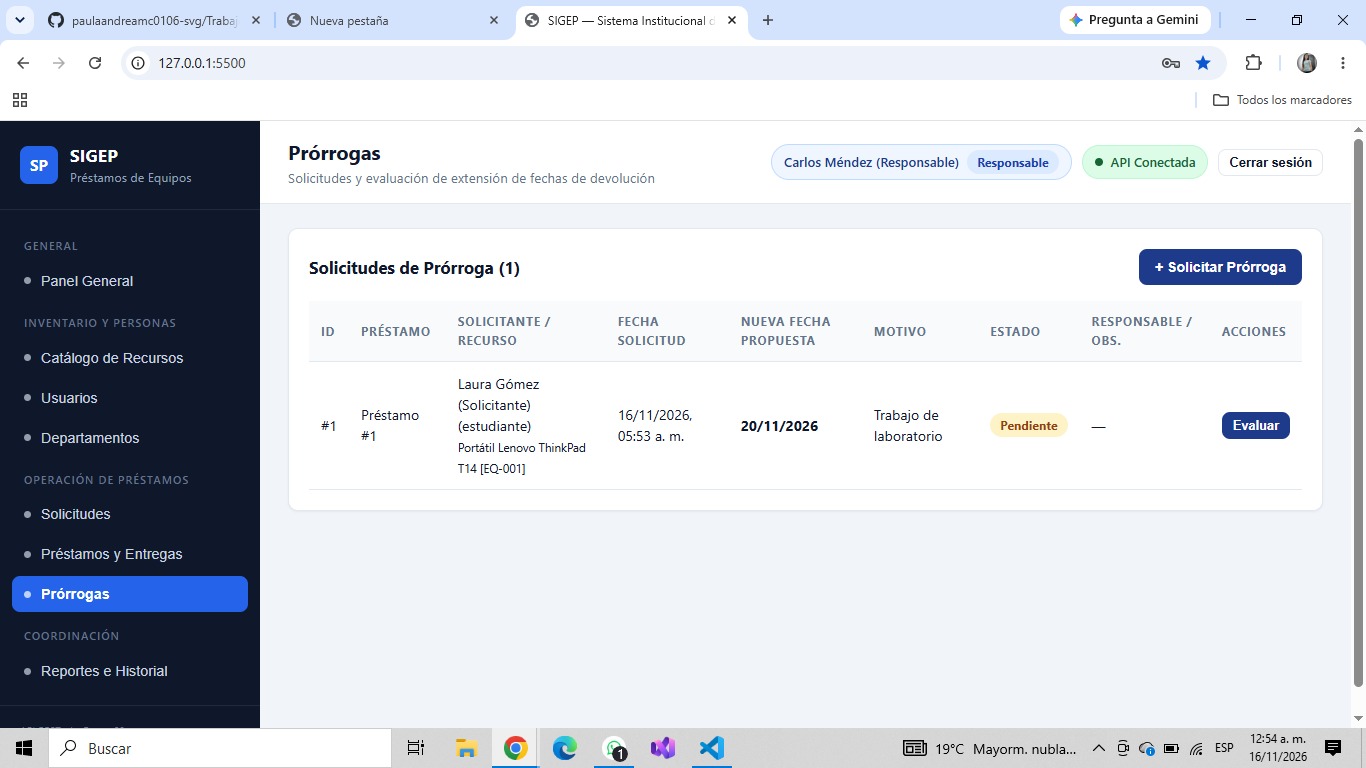 paulaandreamc0106-svg/Trabaj
Nueva pestaña
SIGEP — Sistema Institucional d
Pregunta a Gemini
127.0.0.1:5500
Todos los marcadores
SP
SIGEP
Préstamos de Equipos
GENERAL
Panel General
INVENTARIO Y PERSONAS
Catálogo de Recursos
Usuarios
Departamentos
OPERACIÓN DE PRÉSTAMOS
Solicitudes
Préstamos y Entregas
Prórrogas
COORDINACIÓN
Reportes e Historial
Prórrogas
Solicitudes y evaluación de extensión de fechas de devolución
Carlos Méndez (Responsable) Responsable
API Conectada
Cerrar sesión
Solicitudes de Prórroga (1)
+ Solicitar Prórroga
ID
PRÉSTAMO
SOLICITANTE /
RECURSO
FECHA
SOLICITUD
NUEVA FECHA
PROPUESTA
MOTIVO
ESTADO
RESPONSABLE /
OBS.
ACCIONES
#1
Préstamo
#1
Laura Gómez
(Solicitante)
(estudiante)
Portátil Lenovo ThinkPad
T14 [EQ-001]
16/11/2026,
05:53 a. m.
20/11/2026
Trabajo de
laboratorio
Pendiente
—
Evaluar
Buscar
1
19°C Mayorm. nubla...
ESP
12:54 a. m.
16/11/2026